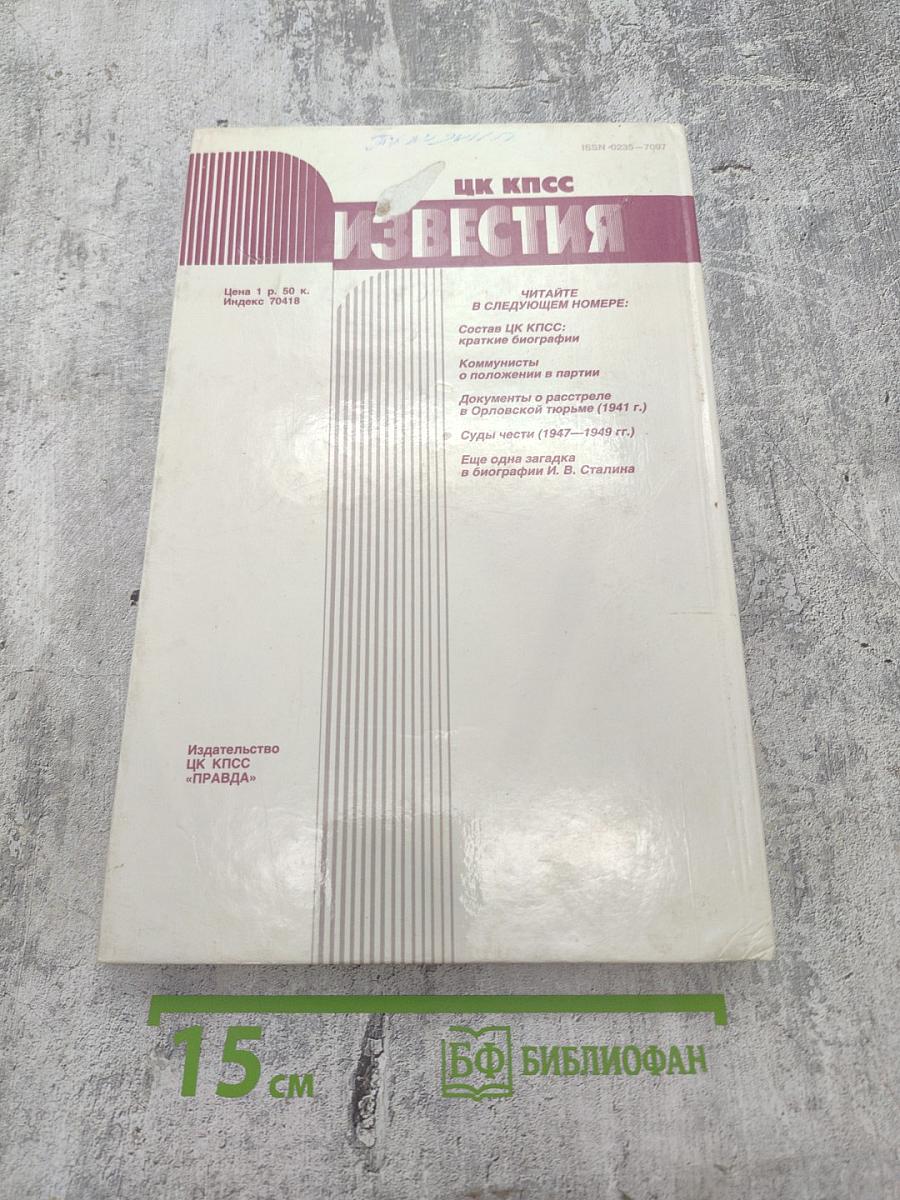 ISSN 0235—7097
ЦК КПСС
ИЗВЕСТИЯ
Цена 1 р. 50 к.
Индекс 70418
ЧИТАЙТЕ
В СЛЕДУЮЩЕМ НОМЕРЕ:
Состав ЦК КПСС:
краткие биографии
Коммунисты
о положении в партии
Документы о расстреле
в Орловской тюрьме (1941 г.)
Суды чести (1947—1949 гг.)
Еще одна загадка
в биографии И. В. Сталина
Издательство
ЦК КПСС
«ПРАВДА»
15 см
БФ БИБЛИОФАН